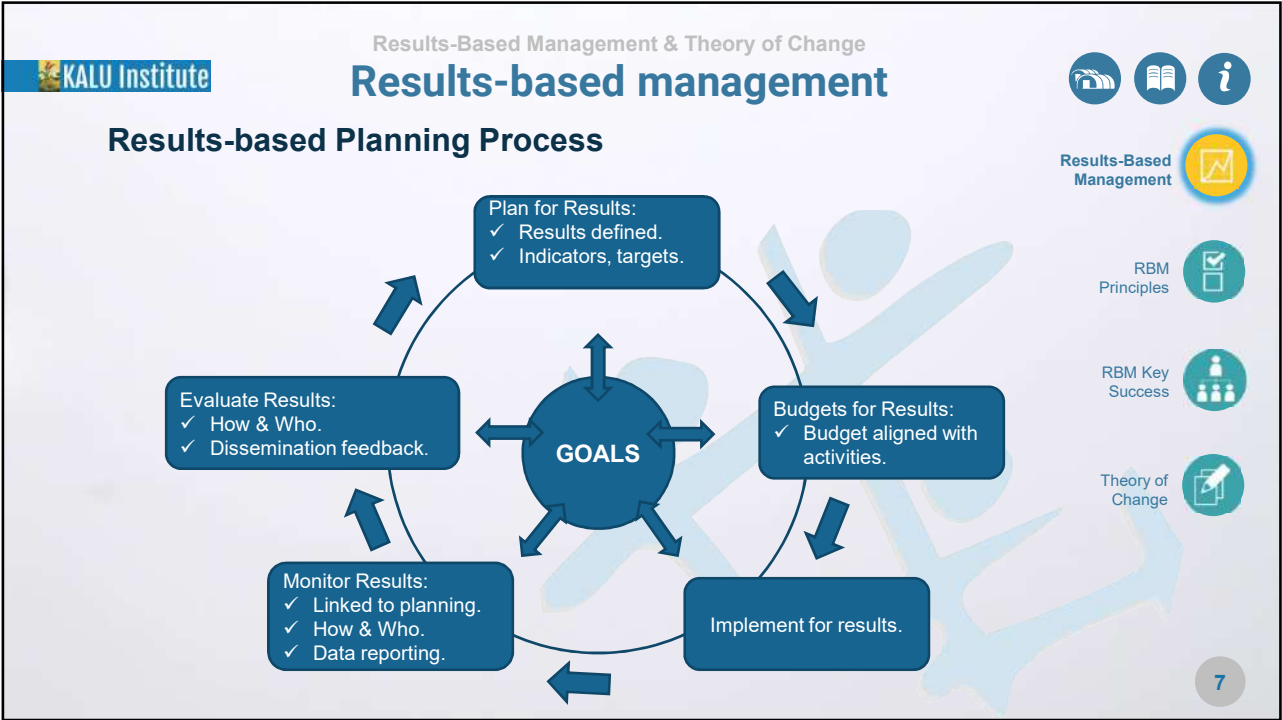 Results-Based Management & Theory of Change
KALU Institute
Results-based management
Results-based Planning Process
Plan for Results:
✓ Results defined.
✓ Indicators, targets.
Budgets for Results:
✓ Budget aligned with
activities.
Implement for results.
Monitor Results:
✓ Linked to planning.
✓ How & Who.
✓ Data reporting.
Evaluate Results:
✓ How & Who.
✓ Dissemination feedback.
GOALS
i
Results-Based
Management
RBM
Principles
RBM Key
Success
Theory of
Change
7